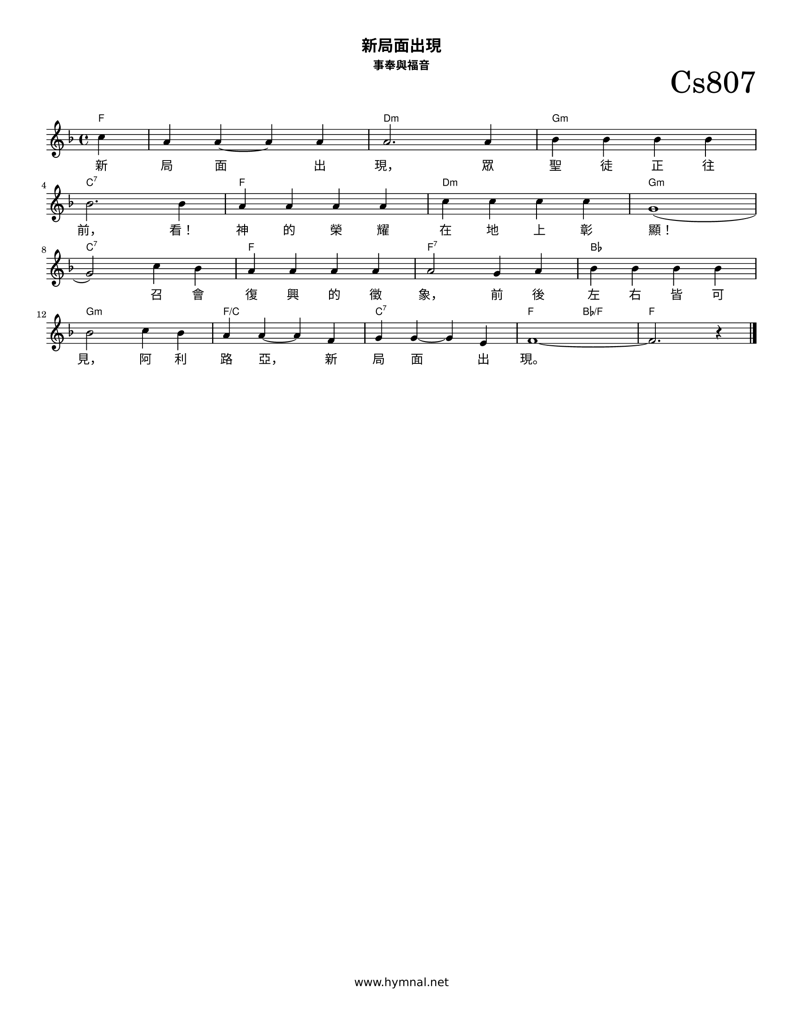 新局面出現
事奉與福音
Cs807
F Dm Gm
新 局 面 出 現， 眾 聖 徒 正 往
4
C7 F Dm Gm
前， 看！ 神 的 榮 耀 在 地 上 彰 顯！
8
C7 F F7 B♭
召 會 復 興 的 徵 象， 前 後 左 右 皆 可
12
Gm F/C C7 F B♭/F F
見， 阿 利 路 亞， 新 局 面 出 現。
www.hymnal.net